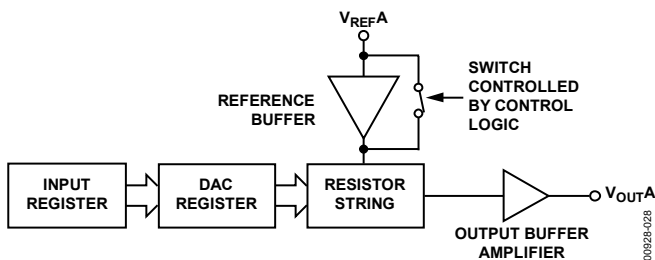 VREFA
REFERENCE
BUFFER
SWITCH
CONTROLLED
BY CONTROL
LOGIC
INPUT
REGISTER
DAC
REGISTER
RESISTOR
STRING
VOUTA
OUTPUT BUFFER
AMPLIFIER
00928-028